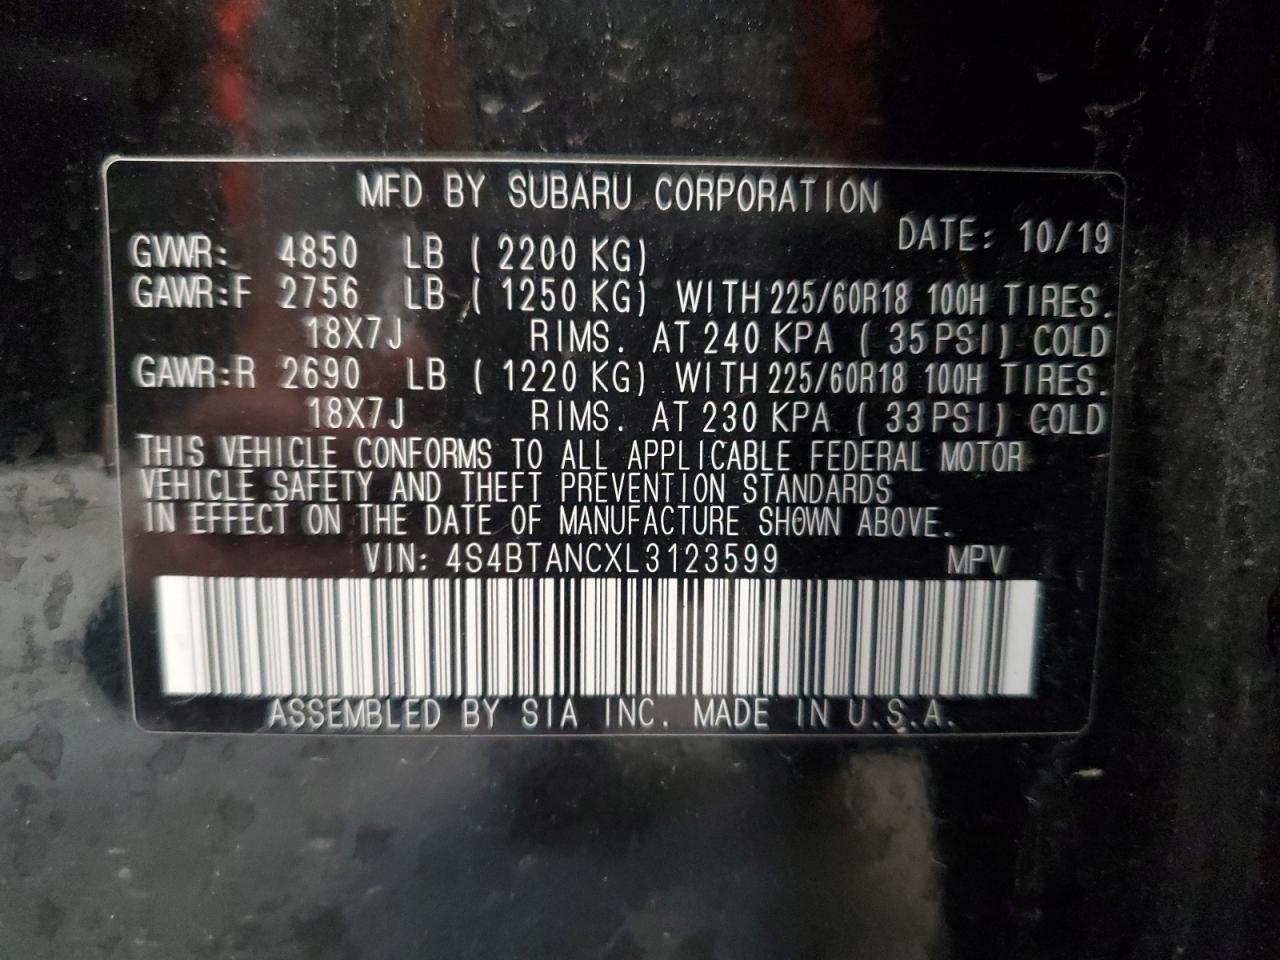 MFD BY SUBARU CORPORATION
DATE: 10/19
GVWR: 4850 LB ( 2200 KG)
GAWR:F 2756 LB ( 1250 KG) WITH 225/60R18 100H TIRES.
18X7J RIMS. AT 240 KPA ( 35 PSI) COLD
GAWR:R 2690 LB ( 1220 KG) WITH 225/60R18 100H TIRES.
18X7J RIMS. AT 230 KPA ( 33 PSI) COLD
THIS VEHICLE CONFORMS TO ALL APPLICABLE FEDERAL MOTOR
VEHICLE SAFETY AND THEFT PREVENTION STANDARDS
IN EFFECT ON THE DATE OF MANUFACTURE SHOWN ABOVE.
VIN: 4S4BTANCXL3123599 MPV
ASSEMBLED BY SIA INC. MADE IN U.S.A.